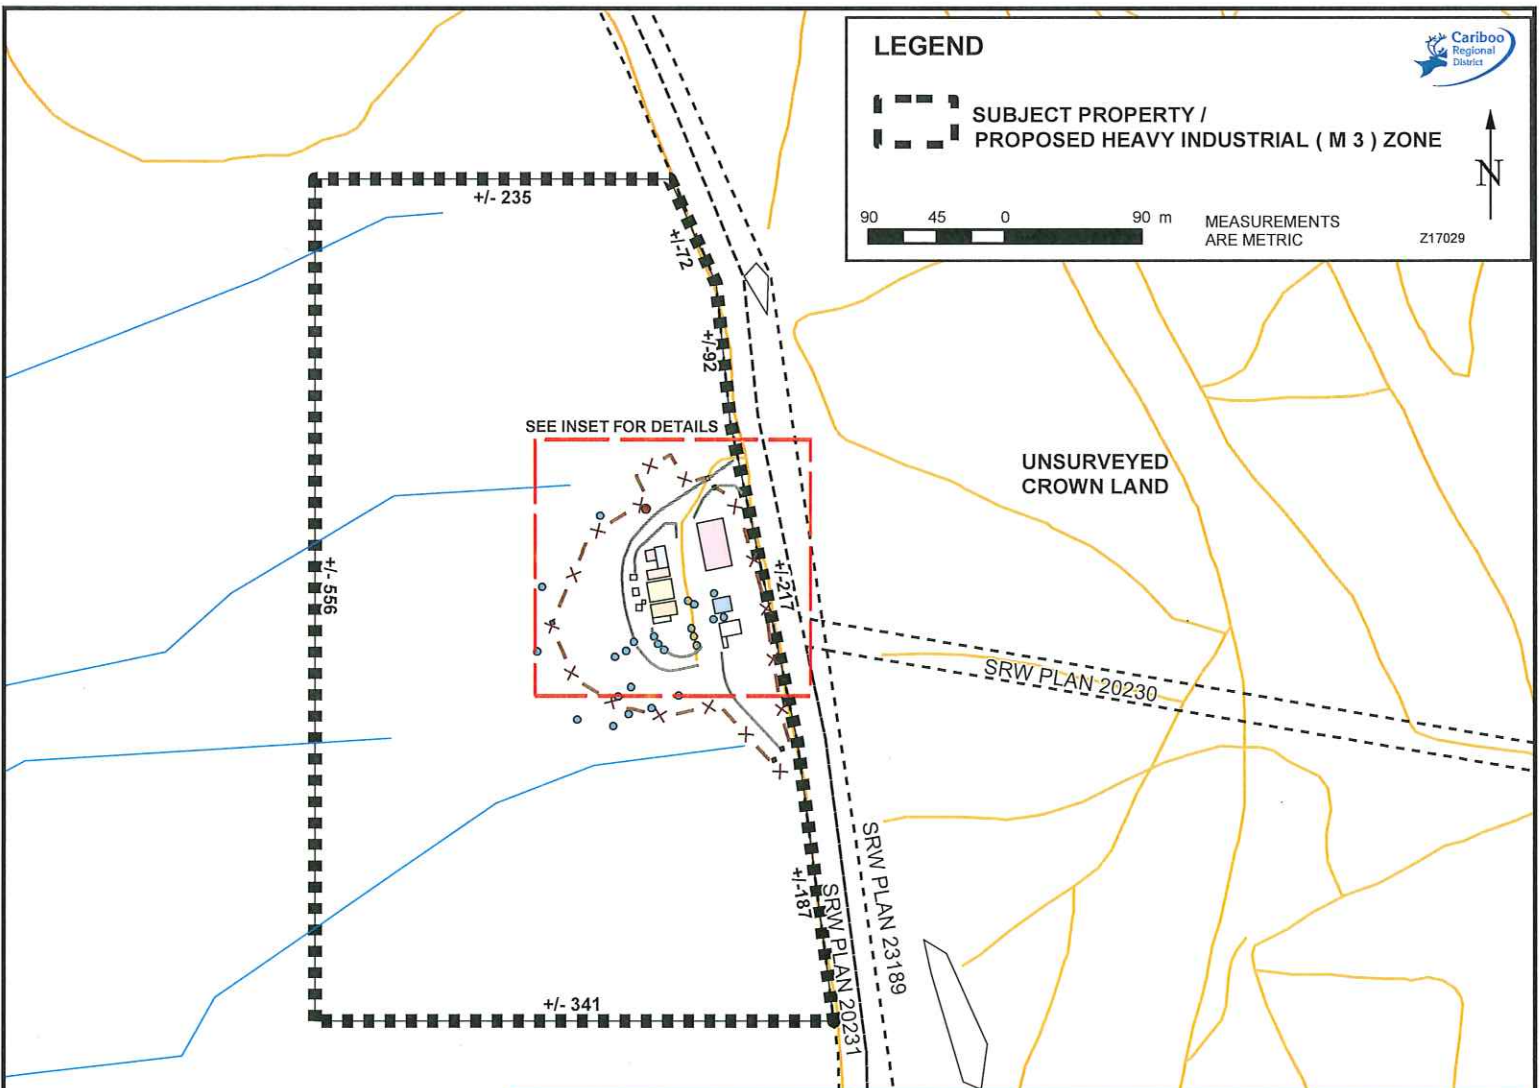 LEGEND
Cariboo
Regional
District
SUBJECT PROPERTY /
PROPOSED HEAVY INDUSTRIAL ( M 3 ) ZONE
N
90 45 0 90 m
MEASUREMENTS
ARE METRIC
Z17029
+/- 235
+/-72
+/-92
SEE INSET FOR DETAILS
UNSURVEYED
CROWN LAND
+/- 556
+/-217
SRW PLAN 20230
+/-187
SRW PLAN 20231
SRW PLAN 23189
+/- 341